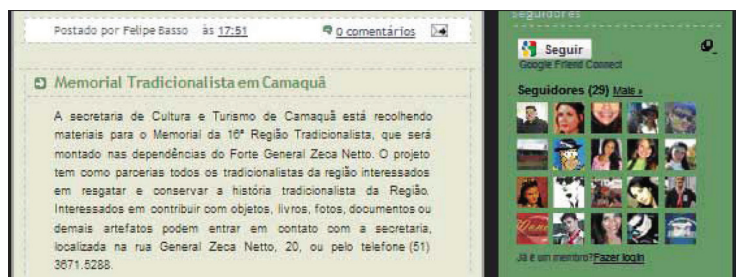 Postado por Felipe Basso às 17:51
0 comentários
Memorial Tradicionalista em Camaquã
A secretaria de Cultura e Turismo de Camaquã está recolhendo
materiais para o Memorial da 16ª Região Tradicionalista, que será
montado nas dependências do Forte General Zeca Netto. O projeto
tem como parcerias todos os tradicionalistas da região interessados
em resgatar e conservar a história tradicionalista da Região.
Interessados em contribuir com objetos, livros, fotos, documentos ou
demais artefatos podem entrar em contato com a secretaria,
localizada na rua General Zeca Netto, 20, ou pelo telefone (51)
3671.5288.
Seguidores
Seguir
Google Friend Connect
Seguidores (29) Mais »
Já é um membro? Fazer login